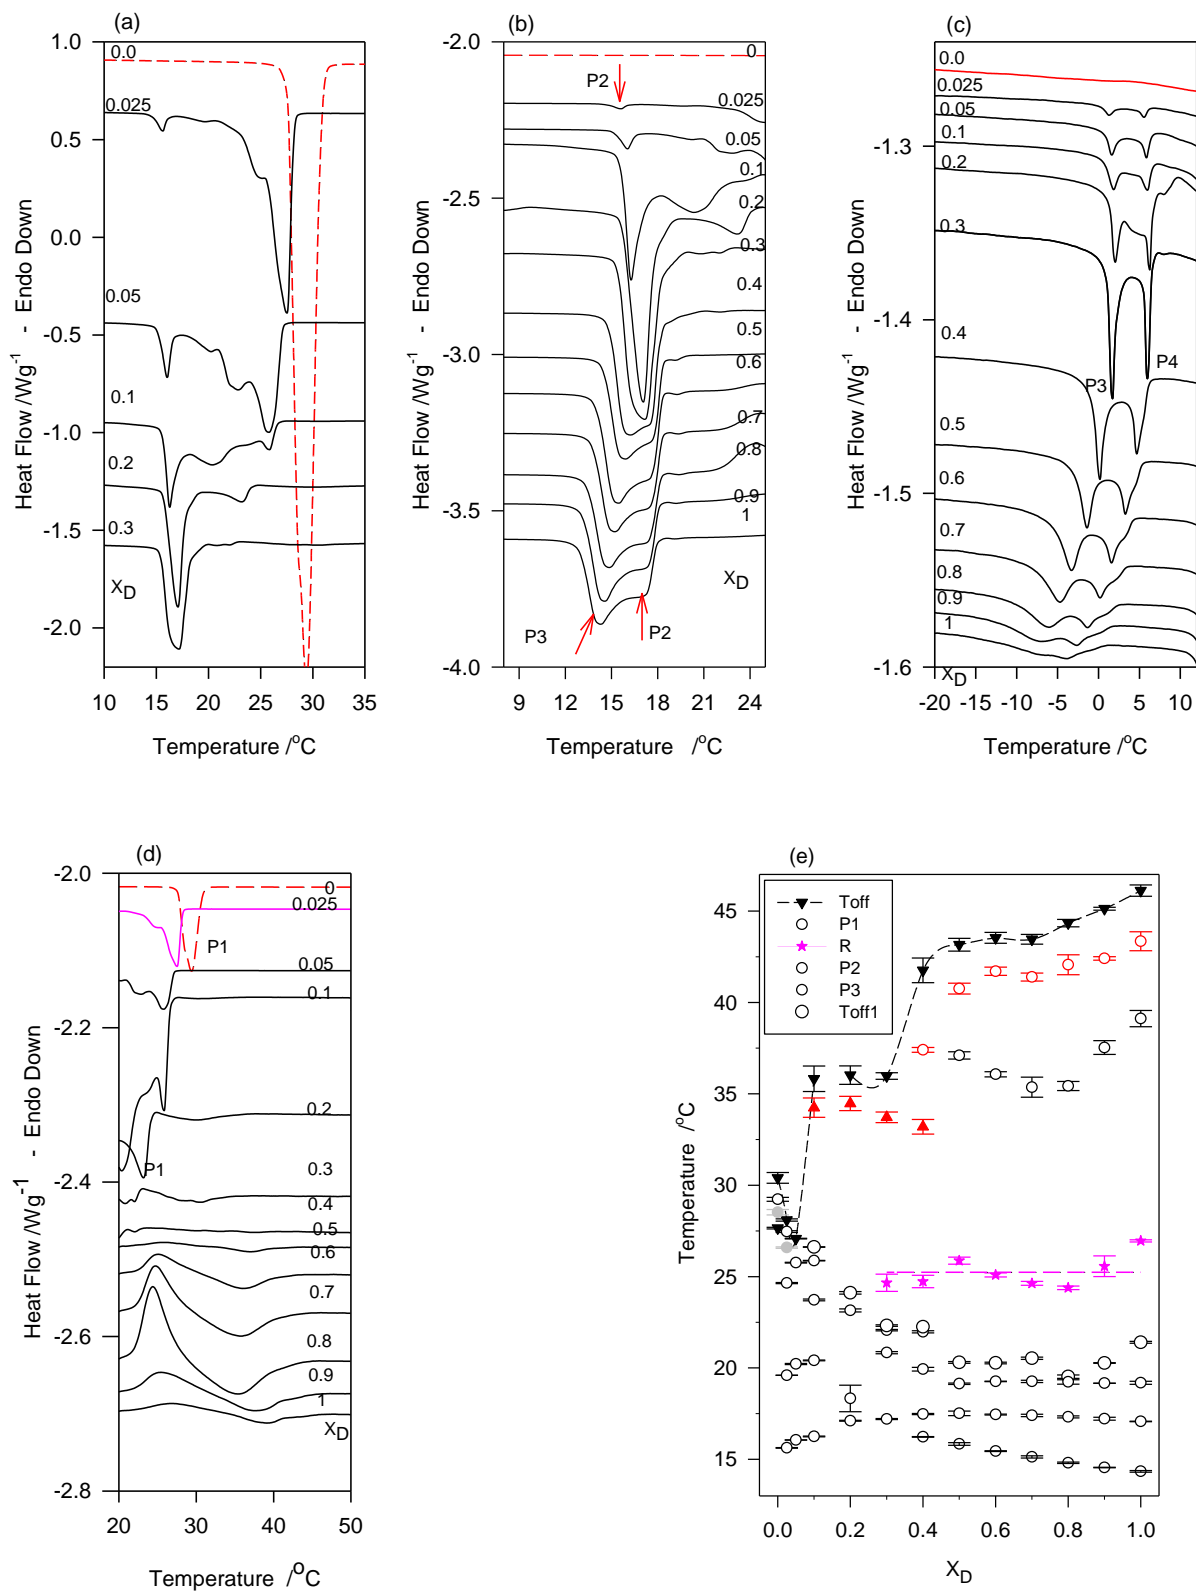 (a)
1.0
0.5
0.0
-0.5
-1.0
-1.5
-2.0
Heat Flow /Wg-1 - Endo Down
0.0
0.025
0.05
0.1
0.2
0.3
XD
10 15 20 25 30 35
Temperature /oC
(b)
-2.0
-2.5
-3.0
-3.5
-4.0
Heat Flow /Wg-1 - Endo Down
0
P2
0.025
0.05
0.1
0.2
0.3
0.4
0.5
0.6
0.7
0.8
0.9
1
XD
P3
P2
9 12 15 18 21 24
Temperature /oC
(c)
-1.3
-1.4
-1.5
-1.6
Heat Flow /Wg-1 - Endo Down
0.0
0.025
0.05
0.1
0.2
0.3
0.4
P4
P3
0.5
0.6
0.7
0.8
0.9
1
XD
-20 -15 -10 -5 0 5 10
Temperature /oC
(d)
-2.0
-2.2
-2.4
-2.6
-2.8
Heat Flow /Wg-1 - Endo Down
0
0.025
P1
0.05
0.1
0.2
P1
0.3
0.4
0.5
0.6
0.7
0.8
0.9
1
XD
20 30 40 50
Temperature /oC
(e)
Toff
P1
R
P2
P3
Toff1
45
40
35
30
25
20
15
Temperature /oC
0.0 0.2 0.4 0.6 0.8 1.0
XD